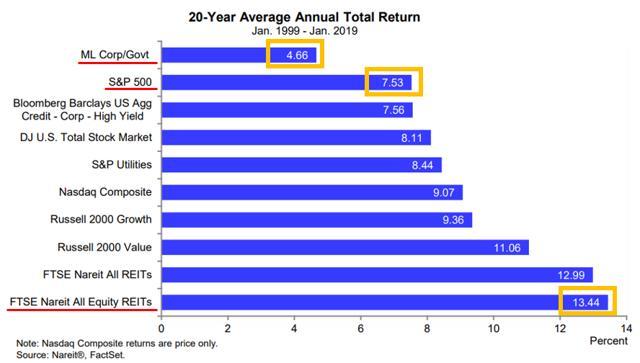 20-Year Average Annual Total Return
Jan. 1999 - Jan. 2019
ML Corp/Govt 4.66
S&P 500 7.53
Bloomberg Barclays US Agg
Credit - Corp - High Yield 7.56
DJ U.S. Total Stock Market 8.11
S&P Utilities 8.44
Nasdaq Composite 9.07
Russell 2000 Growth 9.36
Russell 2000 Value 11.06
FTSE Nareit All REITs 12.99
FTSE Nareit All Equity REITs 13.44
0 2 4 6 8 10 12 14
Percent
Note: Nasdaq Composite returns are price only.
Source: Nareit®, FactSet.